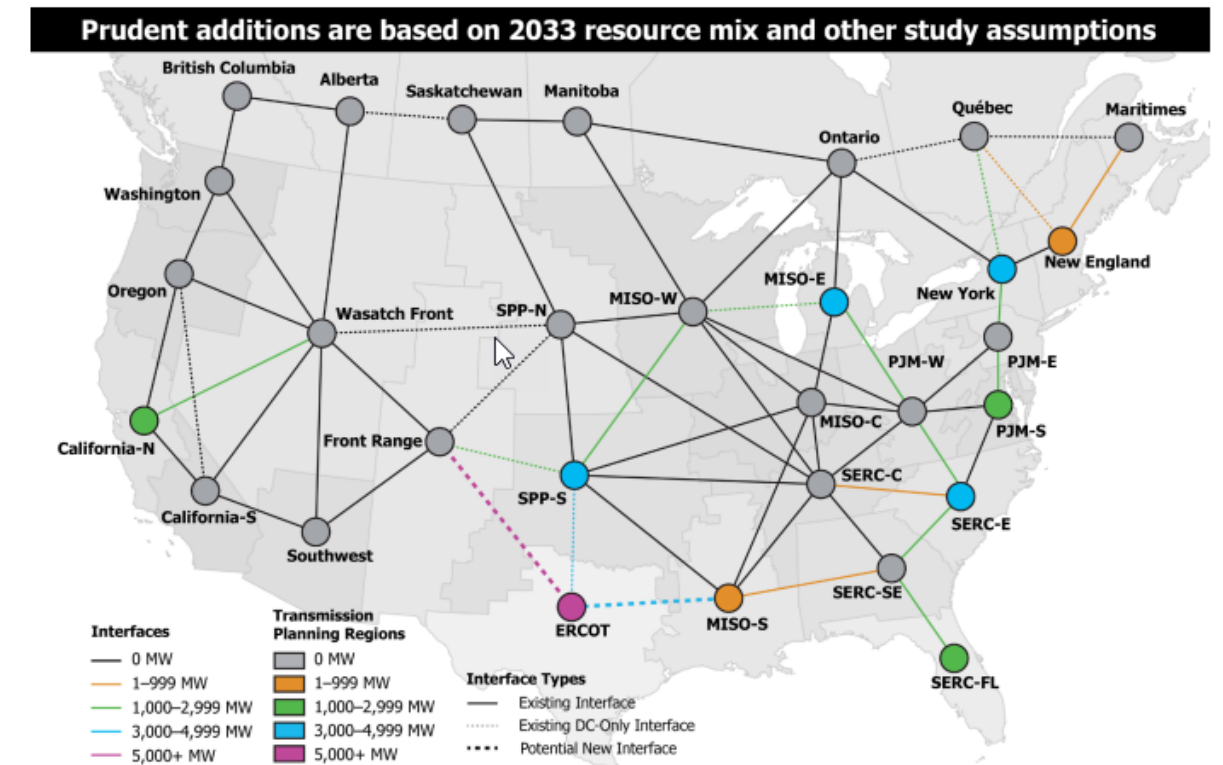 Prudent additions are based on 2033 resource mix and other study assumptions
British Columbia
Alberta
Saskatchewan
Manitoba
Québec
Maritimes
Ontario
Washington
New England
MISO-E
Oregon
New York
MISO-W
Wasatch Front
SPP-N
PJM-W
PJM-E
MISO-C
PJM-S
Front Range
California-N
SERC-C
SPP-S
California-S
SERC-E
Southwest
SERC-SE
ERCOT
MISO-S
SERC-FL
Interfaces
0 MW
1–999 MW
1,000–2,999 MW
3,000–4,999 MW
5,000+ MW
Transmission
Planning Regions
0 MW
1–999 MW
1,000–2,999 MW
3,000–4,999 MW
5,000+ MW
Interface Types
Existing Interface
Existing DC-Only Interface
Potential New Interface